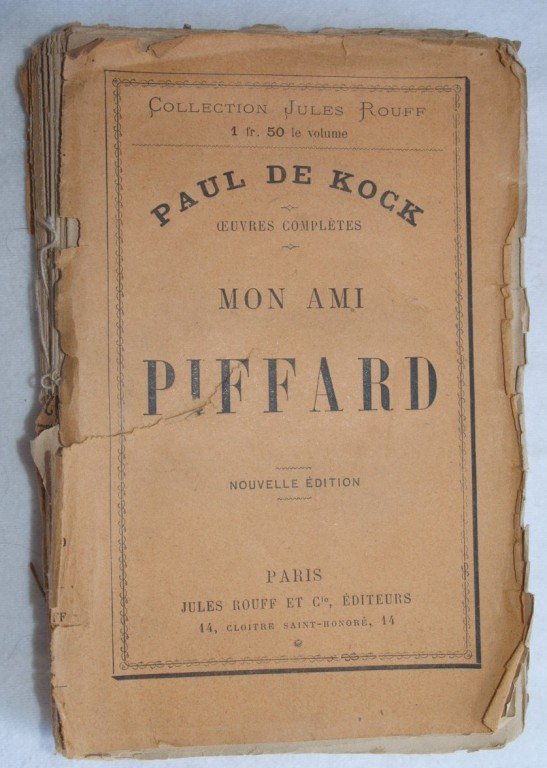 COLLECTION JULES ROUFF
1 fr. 50 le volume
PAUL DE KOCK
ŒUVRES COMPLÈTES
MON AMI
PIFFARD
NOUVELLE ÉDITION
PARIS
JULES ROUFF ET Cie, ÉDITEURS
14, CLOITRE SAINT-HONORÉ, 14